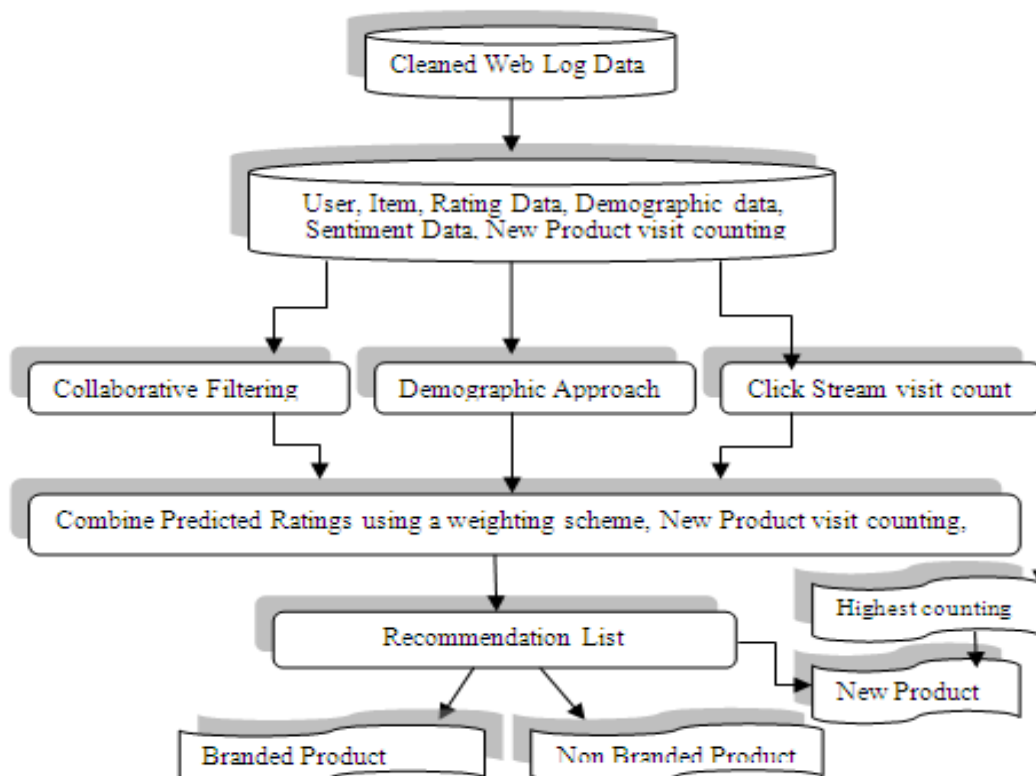 Cleaned Web Log Data
User, Item, Rating Data, Demographic data,
Sentiment Data, New Product visit counting
Collaborative Filtering
Demographic Approach
Click Stream visit count
Combine Predicted Ratings using a weighting scheme, New Product visit counting,
Highest counting
Recommendation List
New Product
Branded Product
Non Branded Product